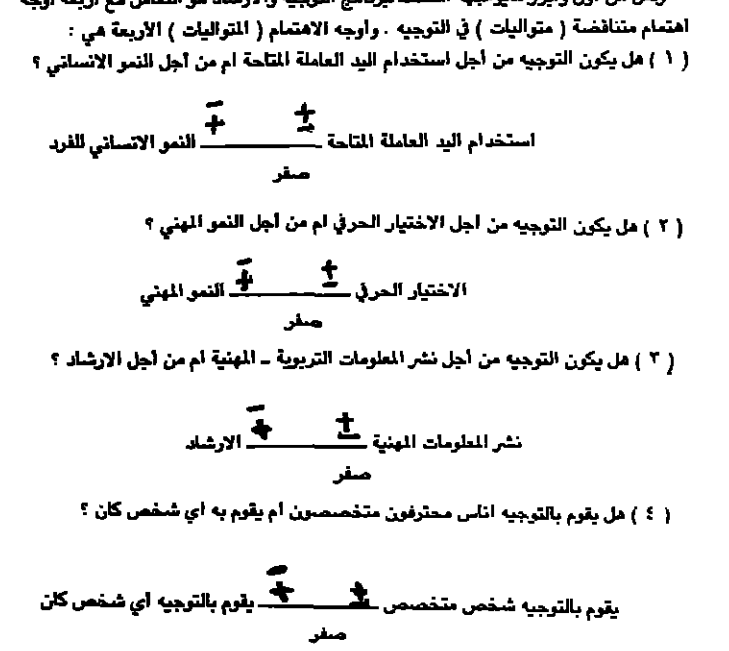 اهتمام متناقضة ( متواليات ) في التوجيه . وأوجه الاهتمام ( المتواليات ) الأربعة هي :
( ١ ) هل يكون التوجيه من أجل استخدام اليد العاملة المتاحة ام من أجل النمو الانساني ؟
استخدام اليد العاملة المتاحة ± ∓ النمو الانساني للفرد
صفر
( ٢ ) هل يكون التوجيه من أجل الاختيار الحرفي ام من أجل النمو المهني ؟
الاختيار الحرفي ± ∓ النمو المهني
صفر
( ٣ ) هل يكون التوجيه من أجل نشر المعلومات التربوية ـ المهنية ام من أجل الارشاد ؟
نشر المعلومات المهنية ± ∓ الارشاد
صفر
( ٤ ) هل يقوم بالتوجيه اناس محترفون متخصصون ام يقوم به اي شخص كان ؟
يقوم بالتوجيه شخص متخصص ± ∓ يقوم بالتوجيه أي شخص كان
صفر